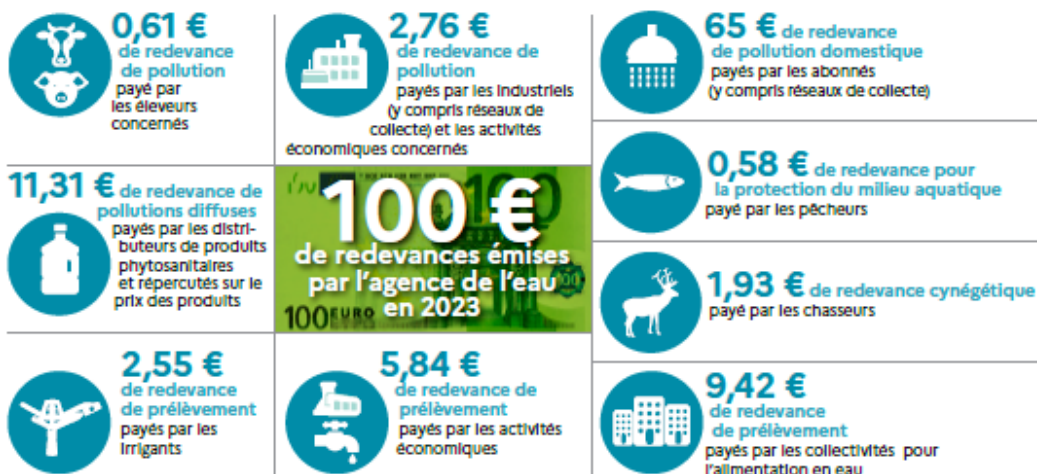 0,61 €
de redevance
de pollution
payé par
les éleveurs
concernés
2,76 €
de redevance de
pollution
payés par les industriels
(y compris réseaux de
collecte) et les activités
économiques concernés
65 € de redevance
de pollution domestique
payés par les abonnés
(y compris réseaux de collecte)
11,31 € de redevance de
pollutions diffuses
payés par les distri-
buteurs de produits
phytosanitaires
et répercutés sur le
prix des produits
100 €
de redevances émises
par l'agence de l'eau
en 2023
100 EURO
0,58 € de redevance pour
la protection du milieu aquatique
payé par les pêcheurs
1,93 € de redevance cynégétique
payé par les chasseurs
2,55 €
de redevance
de prélèvement
payés par les
irrigants
5,84 €
de redevance de
prélèvement
payés par les activités
économiques
9,42 €
de redevance
de prélèvement
payés par les collectivités pour
l'alimentation en eau